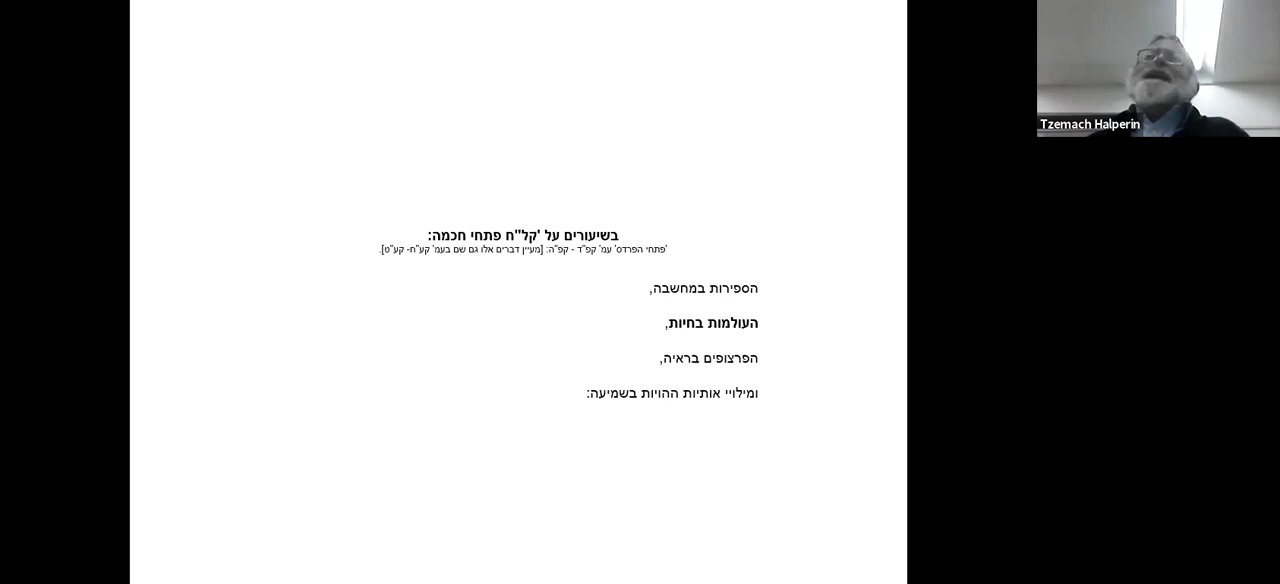 בשיעורים על 'קל"ח פתחי חכמה:
'פתחי הפרדס' עמ' קפ"ד - קפ"ה: [מעיין דברים אלו גם שם בעמ' קע"ח- קע"ט].
הספירות במחשבה,
העולמות בחיות,
הפרצופים בראיה,
ומילויי אותיות ההויות בשמיעה:
Tzemach Halperin